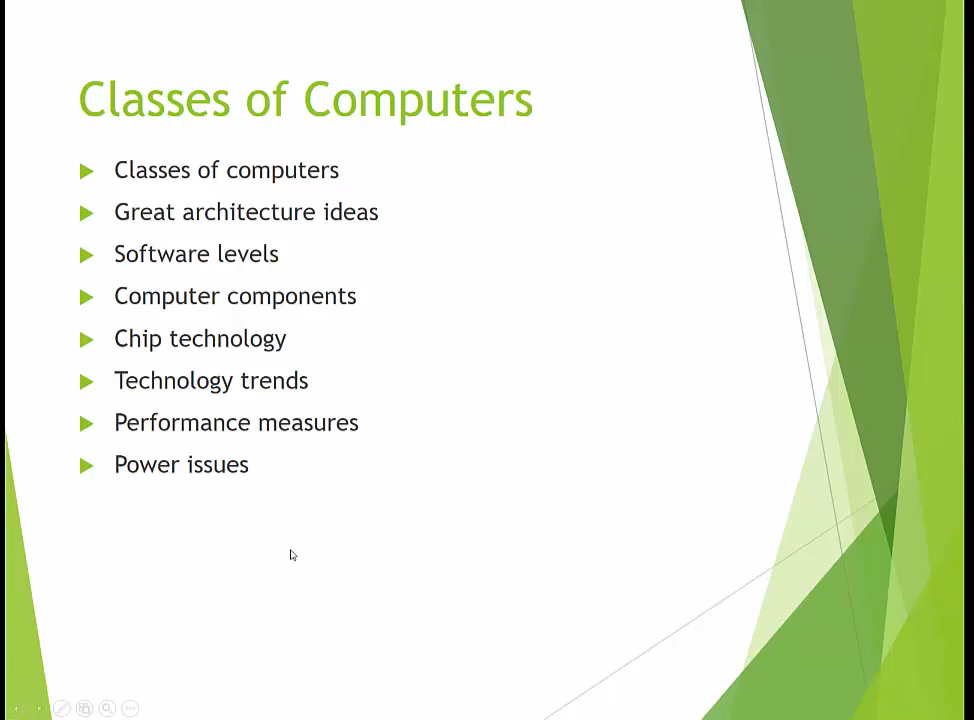 Classes of Computers
Classes of computers
Great architecture ideas
Software levels
Computer components
Chip technology
Technology trends
Performance measures
Power issues